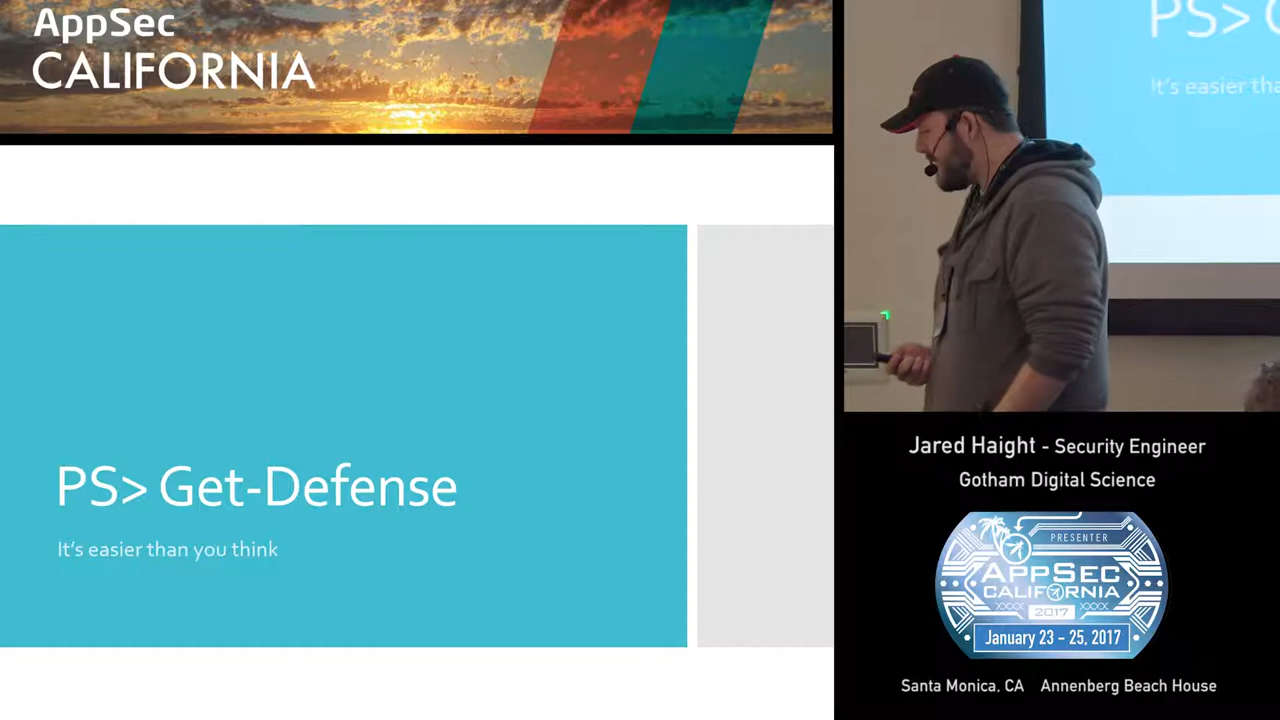 AppSec
CALIFORNIA
PS> Get-Defense
It's easier than you think
PS>
It's easier
Jared Haight - Security Engineer
Gotham Digital Science
PRESENTER
APPSEC
CALIFORNIA
2017
January 23 - 25, 2017
Santa Monica, CA Annenberg Beach House